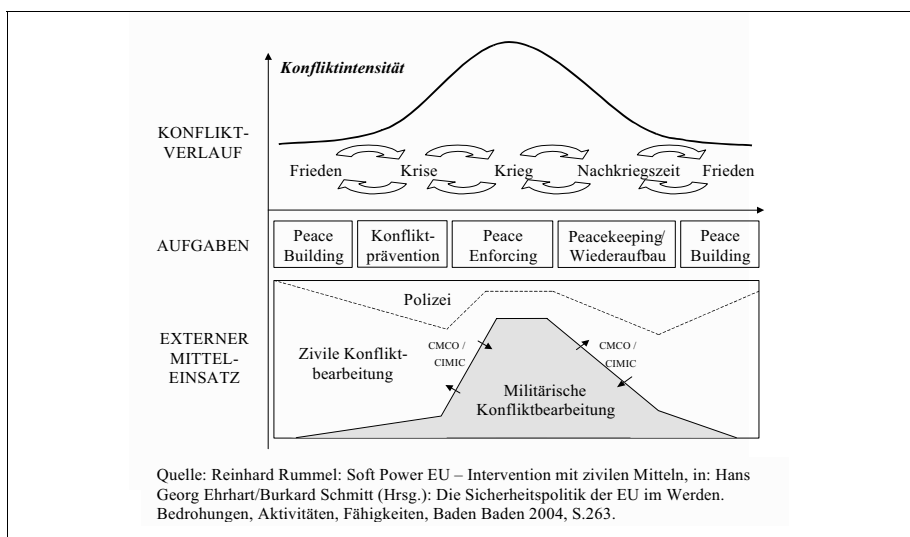 Konfliktintensität
KONFLIKT-
VERLAUF
Frieden Krise Krieg Nachkriegszeit Frieden
AUFGABEN
Peace
Building
Konflikt-
prävention
Peace
Enforcing
Peacekeeping/
Wiederaufbau
Peace
Building
EXTERNER
MITTEL-
EINSATZ
Polizei
Zivile Konflikt-
bearbeitung
CMCO /
CIMIC
CMCO /
CIMIC
Militärische
Konfliktbearbeitung
Quelle: Reinhard Rummel: Soft Power EU – Intervention mit zivilen Mitteln, in: Hans
Georg Ehrhart/Burkard Schmitt (Hrsg.): Die Sicherheitspolitik der EU im Werden.
Bedrohungen, Aktivitäten, Fähigkeiten, Baden Baden 2004, S.263.